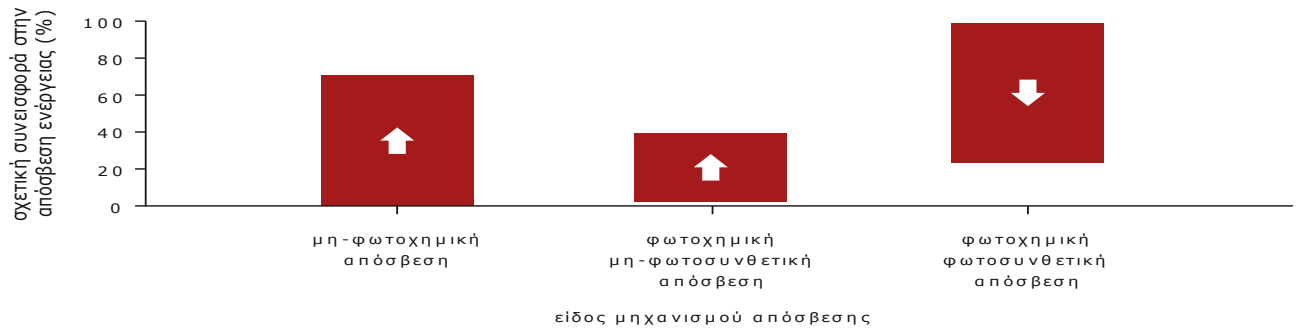 σχετική συνεισφορά στην
απόσβεση ενέργειας (%)
100
80
60
40
20
0
μη-φωτοχημική
απόσβεση
φωτοχημική
μη-φωτοσυνθετική
απόσβεση
φωτοχημική
φωτοσυνθετική
απόσβεση
είδος μηχανισμού απόσβεσης